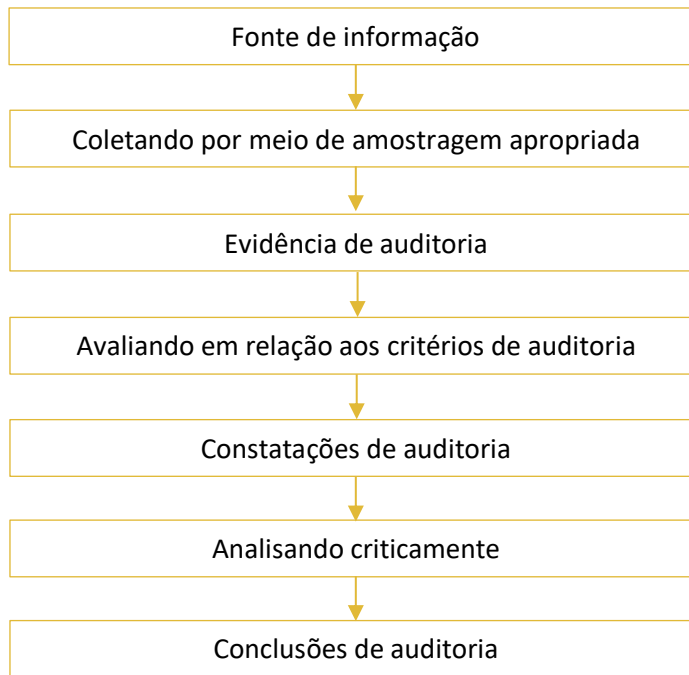 Fonte de informação
Coletando por meio de amostragem apropriada
Evidência de auditoria
Avaliando em relação aos critérios de auditoria
Constatações de auditoria
Analisando criticamente
Conclusões de auditoria